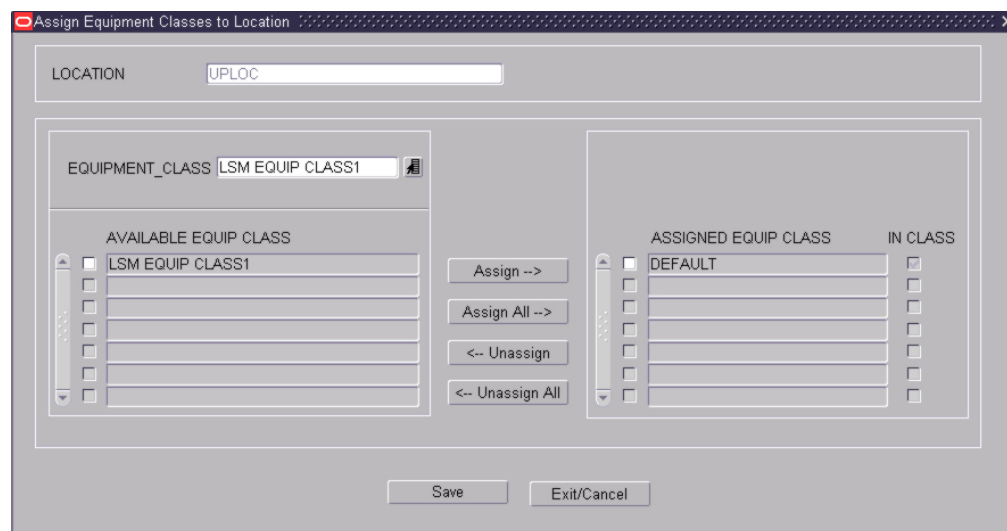 Assign Equipment Classes to Location
LOCATION UPLOC
EQUIPMENT_CLASS LSM EQUIP CLASS1
AVAILABLE EQUIP CLASS
LSM EQUIP CLASS1
Assign -->
Assign All -->
<-- Unassign
<-- Unassign All
ASSIGNED EQUIP CLASS IN CLASS
DEFAULT
Save Exit/Cancel